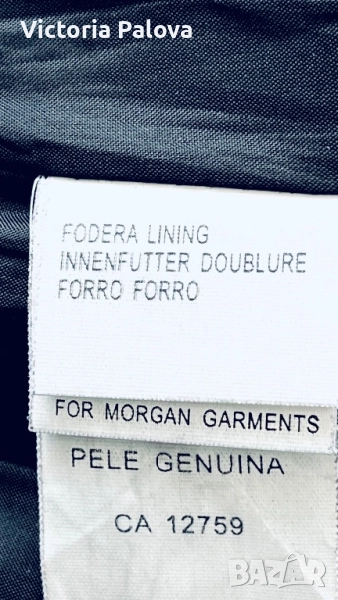 Victoria Palova
FODERA LINING
INNENFUTTER DOUBLURE
FORRO FORRO
FOR MORGAN GARMENTS
PELE GENUINA
CA 12759
BAZAR